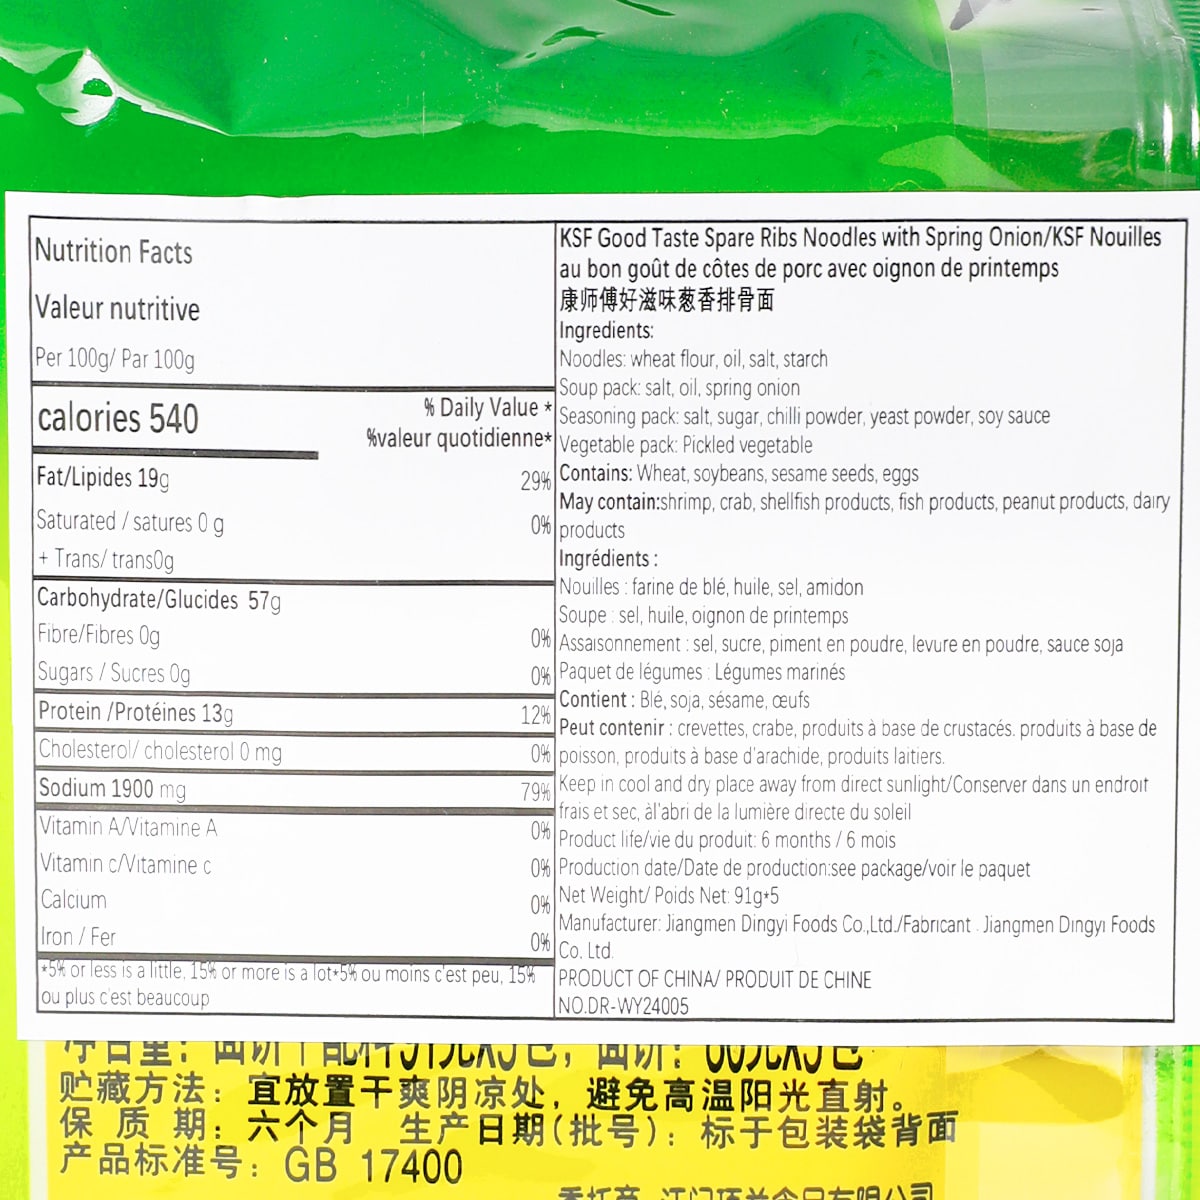 Nutrition Facts
Valeur nutritive
Per 100g/ Par 100g
calories 540
% Daily Value *
%valeur quotidienne*
Fat/Lipides 19g 29%
Saturated / satures 0 g 0%
+ Trans/ trans0g
Carbohydrate/Glucides 57g
Fibre/Fibres 0g 0%
Sugars / Sucres 0g 0%
Protein /Protéines 13g 12%
Cholesterol/ cholesterol 0 mg 0%
Sodium 1900 mg 79%
Vitamin A/Vitamine A 0%
Vitamin c/Vitamine c 0%
Calcium 0%
Iron / Fer 0%
*5% or less is a little, 15% or more is a lot*5% ou moins c'est peu, 15%
ou plus c'est beaucoup
KSF Good Taste Spare Ribs Noodles with Spring Onion/KSF Nouilles
au bon goût de côtes de porc avec oignon de printemps
康师傅好滋味葱香排骨面
Ingredients:
Noodles: wheat flour, oil, salt, starch
Soup pack: salt, oil, spring onion
Seasoning pack: salt, sugar, chilli powder, yeast powder, soy sauce
Vegetable pack: Pickled vegetable
Contains: Wheat, soybeans, sesame seeds, eggs
May contain:shrimp, crab, shellfish products, fish products, peanut products, dairy
products
Ingrédients :
Nouilles : farine de blé, huile, sel, amidon
Soupe : sel, huile, oignon de printemps
Assaisonnement : sel, sucre, piment en poudre, levure en poudre, sauce soja
Paquet de légumes : Légumes marinés
Contient : Blé, soja, sésame, œufs
Peut contenir : crevettes, crabe, produits à base de crustacés. produits à base de
poisson, produits à base d'arachide, produits laitiers.
Keep in cool and dry place away from direct sunlight/Conserver dans un endroit
frais et sec, àl'abri de la lumière directe du soleil
Product life/vie du produit: 6 months / 6 mois
Production date/Date de production:see package/voir le paquet
Net Weight/ Poids Net: 91g*5
Manufacturer: Jiangmen Dingyi Foods Co.,Ltd./Fabricant : Jiangmen Dingyi Foods
Co. Ltd.
PRODUCT OF CHINA/ PRODUIT DE CHINE
NO.DR-WY24005
贮藏方法：宜放置干爽阴凉处，避免高温阳光直射。
保质期：六个月 生产日期(批号)：标于包装袋背面
产品标准号：GB 17400